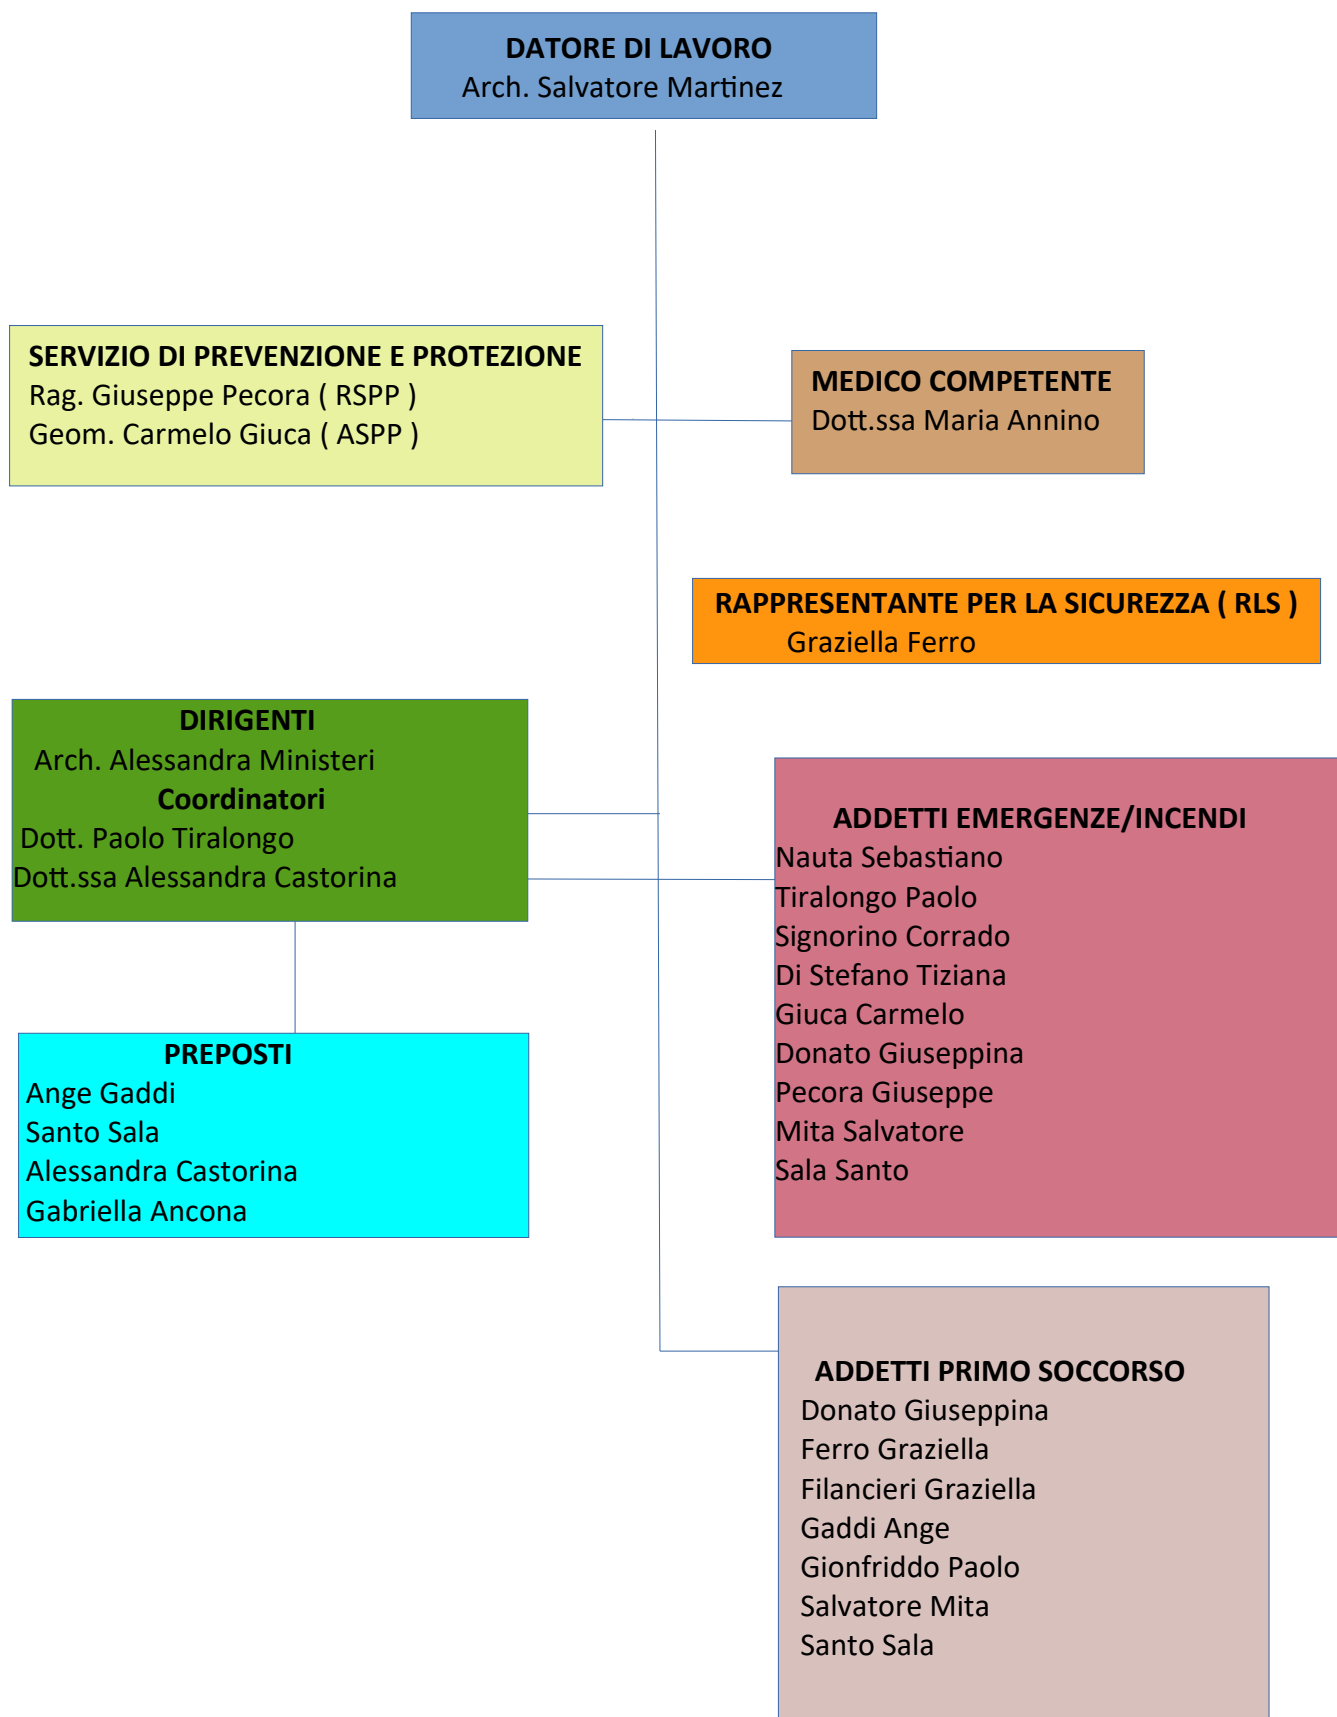 DATORE DI LAVORO
Arch. Salvatore Martinez
SERVIZIO DI PREVENZIONE E PROTEZIONE
Rag. Giuseppe Pecora ( RSPP )
Geom. Carmelo Giuca ( ASPP )
MEDICO COMPETENTE
Dott.ssa Maria Annino
RAPPRESENTANTE PER LA SICUREZZA ( RLS )
Graziella Ferro
DIRIGENTI
Arch. Alessandra Ministeri
Coordinatori
Dott. Paolo Tiralongo
Dott.ssa Alessandra Castorina
ADDETTI EMERGENZE/INCENDI
Nauta Sebastiano
Tiralongo Paolo
Signorino Corrado
Di Stefano Tiziana
Giuca Carmelo
Donato Giuseppina
Pecora Giuseppe
Mita Salvatore
Sala Santo
PREPOSTI
Ange Gaddi
Santo Sala
Alessandra Castorina
Gabriella Ancona
ADDETTI PRIMO SOCCORSO
Donato Giuseppina
Ferro Graziella
Filancieri Graziella
Gaddi Ange
Gionfriddo Paolo
Salvatore Mita
Santo Sala